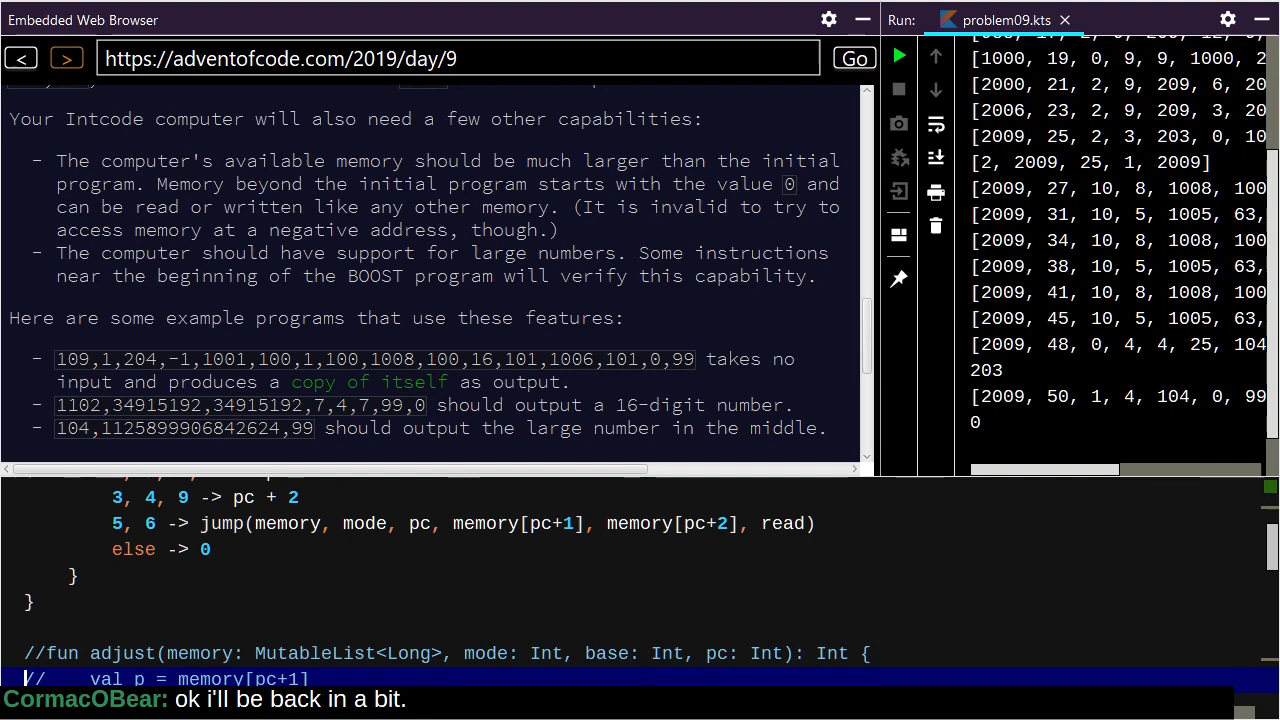 Embedded Web Browser
<
>
https://adventofcode.com/2019/day/9
Go
Your Intcode computer will also need a few other capabilities:
- The computer's available memory should be much larger than the initial
program. Memory beyond the initial program starts with the value 0 and
can be read or written like any other memory. (It is invalid to try to
access memory at a negative address, though.)
- The computer should have support for large numbers. Some instructions
near the beginning of the BOOST program will verify this capability.
Here are some example programs that use these features:
- 109,1,204,-1,1001,100,1,100,1008,100,16,101,1006,101,0,99 takes no
input and produces a copy of itself as output.
- 1102,34915192,34915192,7,4,7,99,0 should output a 16-digit number.
- 104,1125899906842624,99 should output the large number in the middle.
Run:
problem09.kts
[1000, 19, 0, 9, 9, 1000, 2
[2000, 21, 2, 9, 209, 6, 20
[2006, 23, 2, 9, 209, 3, 20
[2009, 25, 2, 3, 203, 0, 10
[2, 2009, 25, 1, 2009]
[2009, 27, 10, 8, 1008, 100
[2009, 31, 10, 5, 1005, 63,
[2009, 34, 10, 8, 1008, 100
[2009, 38, 10, 5, 1005, 63,
[2009, 41, 10, 8, 1008, 100
[2009, 45, 10, 5, 1005, 63,
[2009, 48, 0, 4, 4, 25, 104
203
[2009, 50, 1, 4, 104, 0, 99
0
3, 4, 9 -> pc + 2
5, 6 -> jump(memory, mode, pc, memory[pc+1], memory[pc+2], read)
else -> 0
}
}
//fun adjust(memory: MutableList<Long>, mode: Int, base: Int, pc: Int): Int {
// val p = memory[pc+1]
CormacOBear: ok i'll be back in a bit.